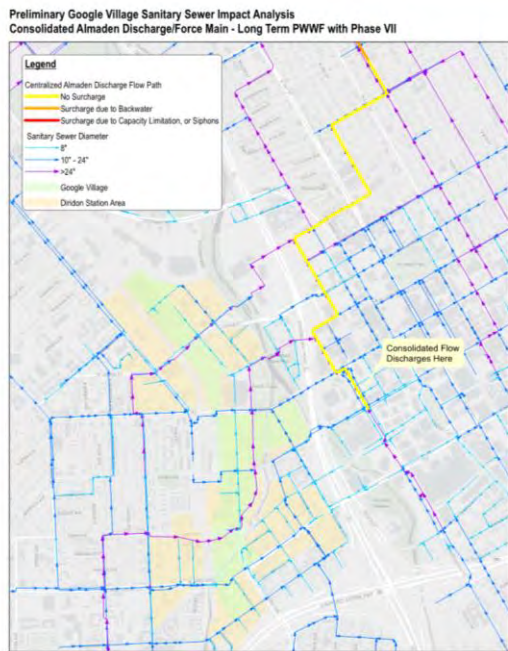 Preliminary Google Village Sanitary Sewer Impact Analysis
Consolidated Almaden Discharge/Force Main - Long Term PWWF with Phase VII
Legend
Centralized Almaden Discharge Flow Path
No Surcharge
Surcharge due to Backwater
Surcharge due to Capacity Limitation, or Siphons
Sanitary Sewer Diameter
8"
10" - 24"
>24"
Google Village
Diridon Station Area
Consolidated Flow
Discharges Here